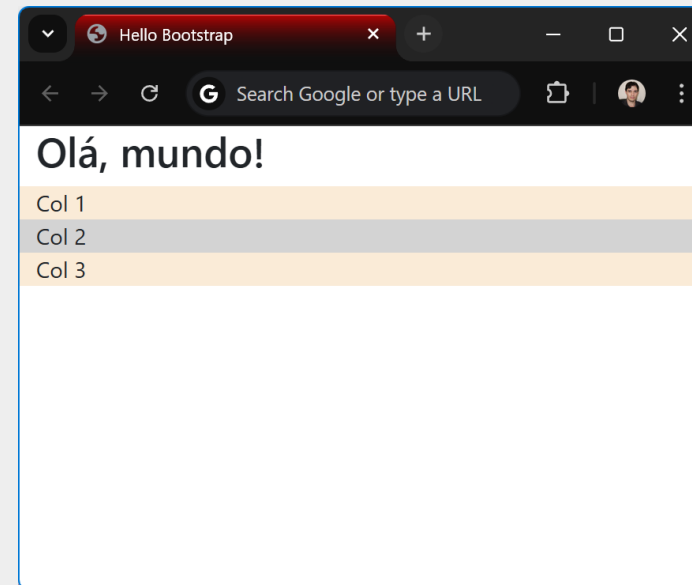 Hello Bootstrap
G Search Google or type a URL
Olá, mundo!
Col 1
Col 2
Col 3